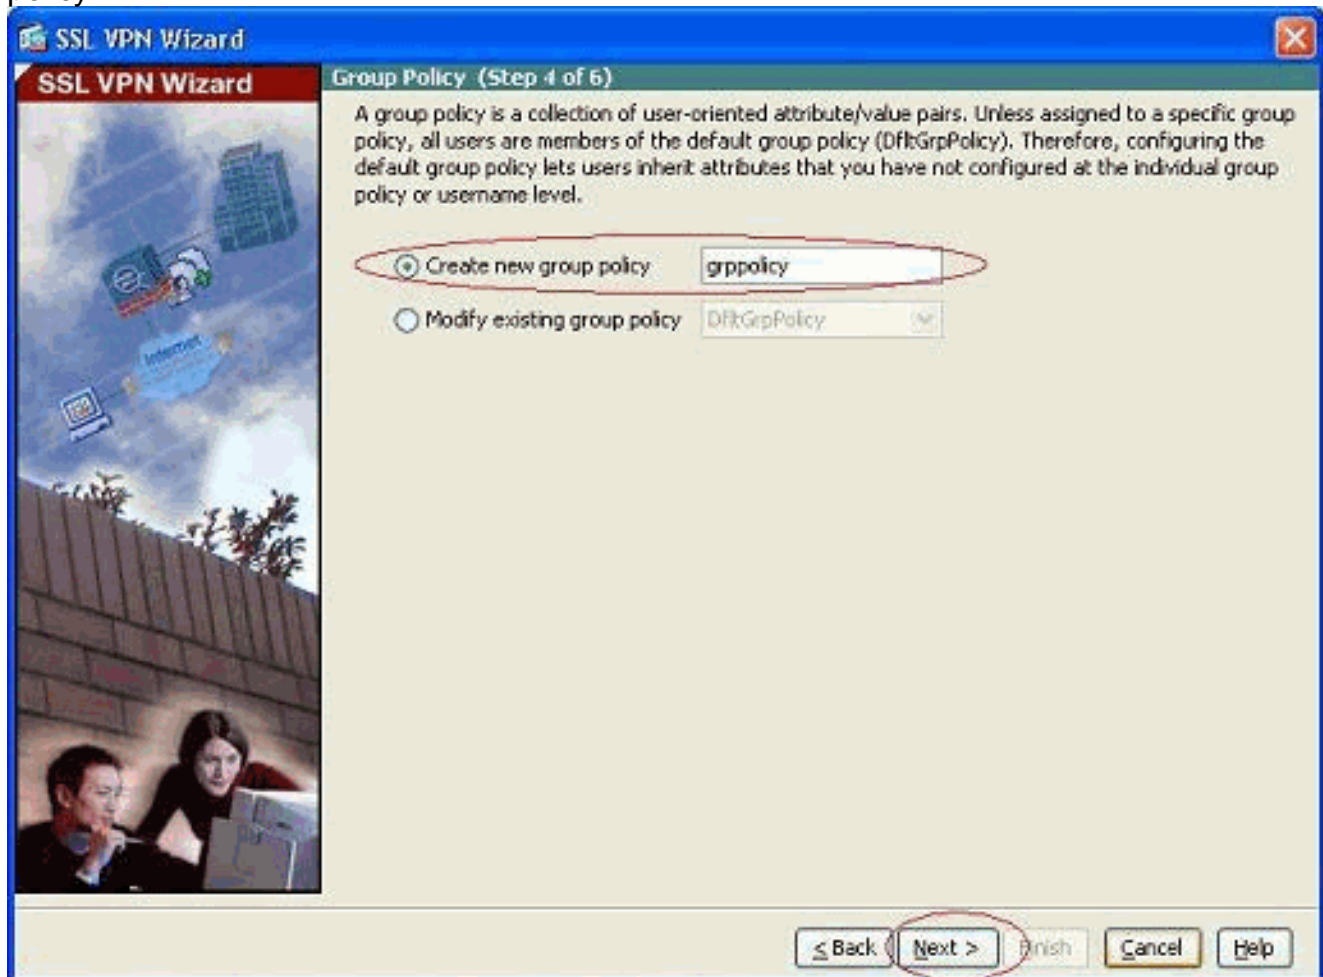 policy
SSL VPN Wizard
SSL VPN Wizard
Group Policy (Step 4 of 6)
A group policy is a collection of user-oriented attribute/value pairs. Unless assigned to a specific group
policy, all users are members of the default group policy (DfltGrpPolicy). Therefore, configuring the
default group policy lets users inherit attributes that you have not configured at the individual group
policy or username level.
Create new group policy grppolicy
Modify existing group policy DfltGrpPolicy
Internet
< Back Next > Finish Cancel Help